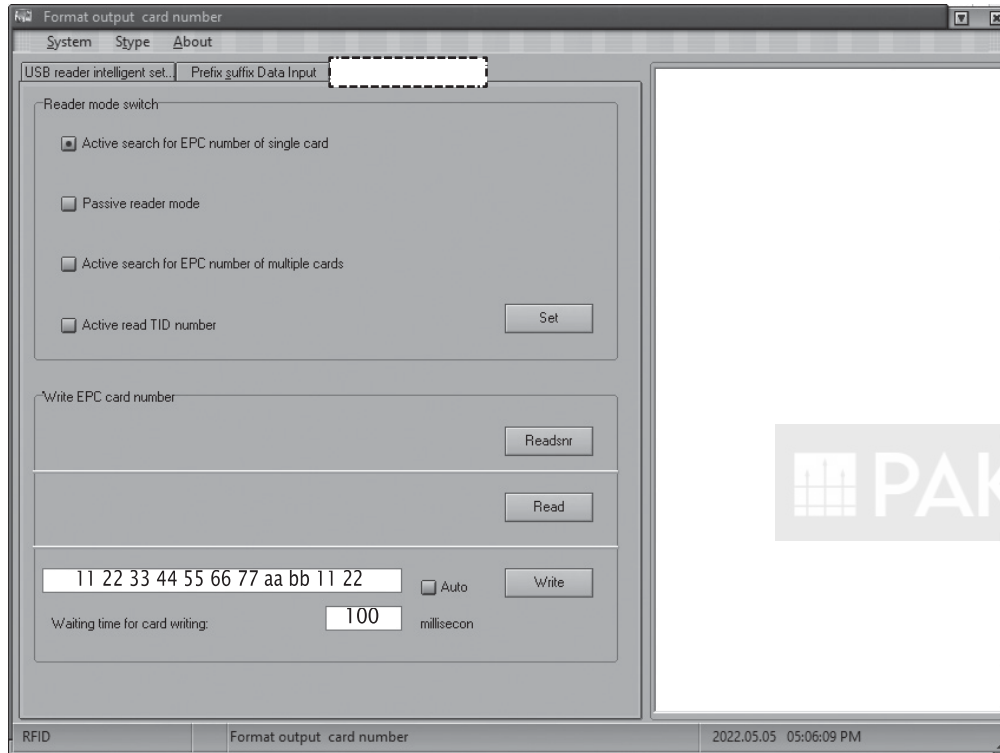 Format output card number
System Stype About
USB reader intelligent set.. Prefix suffix Data Input
Reader mode switch
Active search for EPC number of single card
Passive reader mode
Active search for EPC number of multiple cards
Active read TID number
Set
Write EPC card number
Readsnr
Read
11 22 33 44 55 66 77 aa bb 11 22
Auto
Write
Waiting time for card writing:
100
millisecon
PAK
RFID Format output card number 2022.05.05 05:06:09 PM